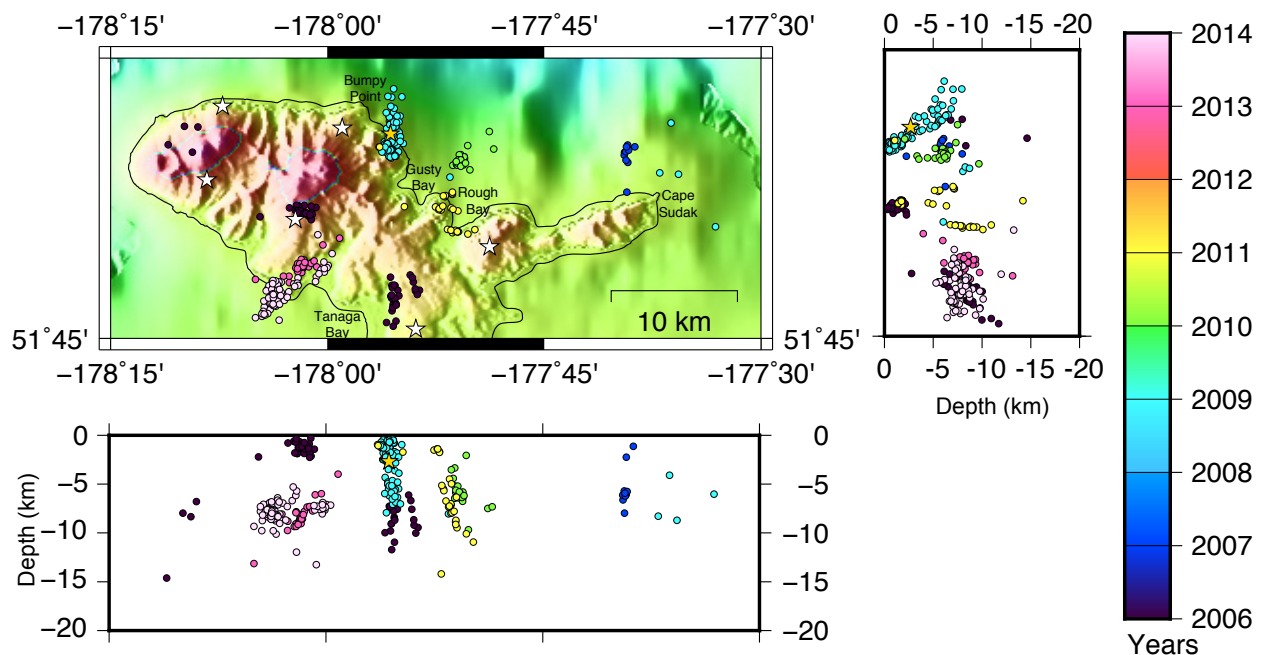 −178˚15' −178˚00' −177˚45' −177˚30'
0 -5 -10 -15 -20
Bumpy
Point
Gusty
Bay
Rough
Bay
Cape
Sudak
Tanaga
Bay
10 km
51˚45' 51˚45'
−178˚15' −178˚00' −177˚45' −177˚30'
0 -5 -10 -15 -20
Depth (km)
2014
2013
2012
2011
2010
2009
2008
2007
2006
Years
0 0
−5 −5
−10 −10
−15 −15
−20 −20
Depth (km)